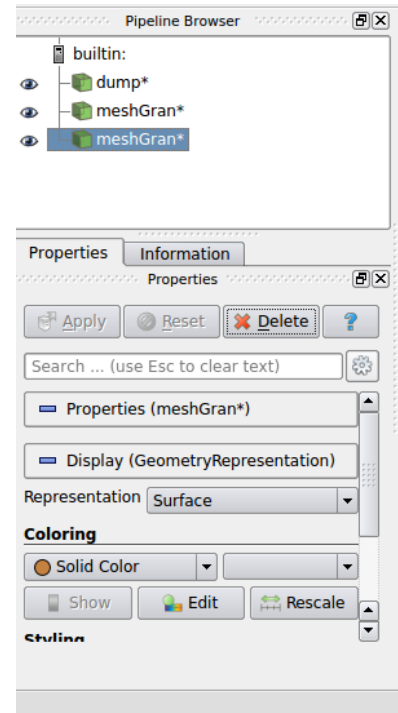 Pipeline Browser
builtin:
dump*
meshGran*
meshGran*
Properties Information
Properties
Apply Reset Delete ?
Search ... (use Esc to clear text)
Properties (meshGran*)
Display (GeometryRepresentation)
Representation Surface
Coloring
Solid Color
Show Edit Rescale
Styling